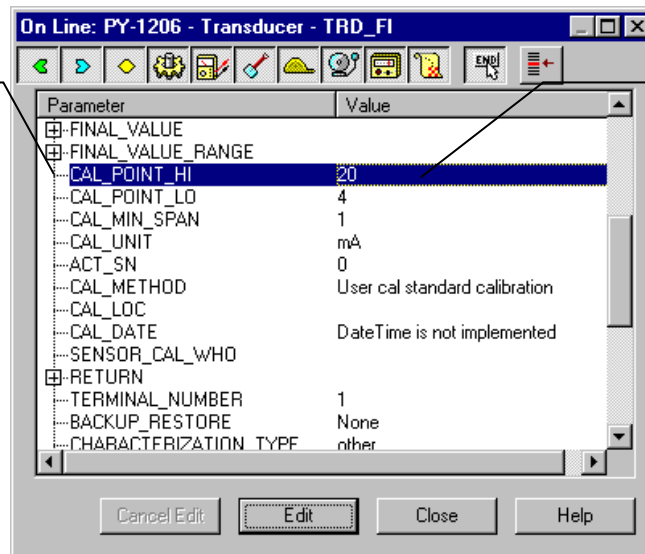 On Line: PY-1206 - Transducer - TRD_FI
END
Parameter Value
FINAL_VALUE
FINAL_VALUE_RANGE
CAL_POINT_HI 20
CAL_POINT_LO 4
CAL_MIN_SPAN 1
CAL_UNIT mA
ACT_SN 0
CAL_METHOD User cal standard calibration
CAL_LOC
CAL_DATE DateTime is not implemented
SENSOR_CAL_WHO
RETURN
TERMINAL_NUMBER 1
BACKUP_RESTORE None
CHARACTERIZATION_TYPE other
Cancel Edit Edit Close Help